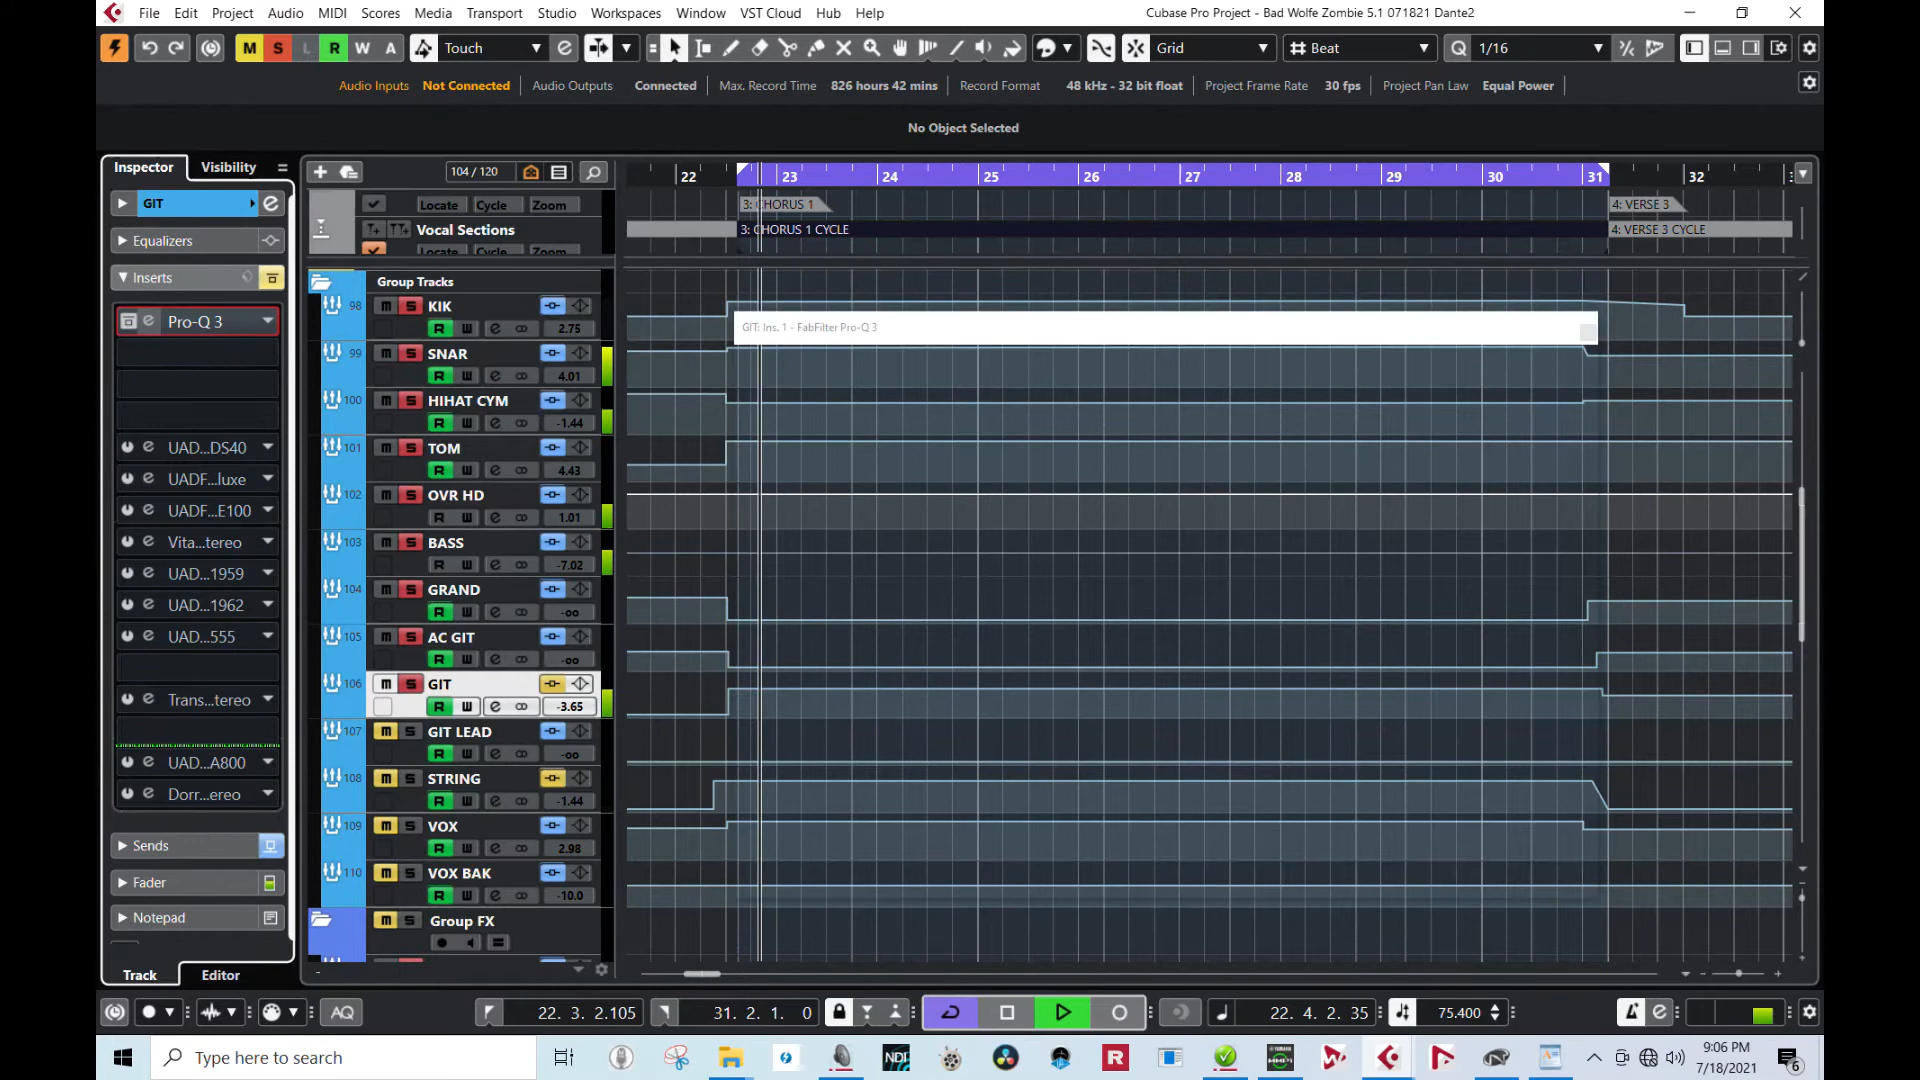 File Edit Project Audio MIDI Scores Media Transport Studio Workspaces Window VST Cloud Hub Help Cubase Pro Project - Bad Wolfe Zombie 5.1 071821 Dante2
M S L R W A Touch Grid Beat Q 1/16
Audio Inputs Not Connected Audio Outputs Connected Max. Record Time 826 hours 42 mins Record Format 48 kHz - 32 bit float Project Frame Rate 30 fps Project Pan Law Equal Power
No Object Selected
Inspector Visibility 104 / 120 22 23 24 25 26 27 28 29 30 31 32
GIT Locate Cycle Zoom 3: CHORUS 1 4: VERSE 3
Vocal Sections 3: CHORUS 1 CYCLE 4: VERSE 3 CYCLE
Equalizers Locate Cycle Zoom
Inserts Group Tracks
98 m S KIK
Pro-Q 3 R W 2.75 GIT: Ins. 1 - FabFilter Pro-Q 3
99 m S SNAR
R W 4.01
100 m S HIHAT CYM
R W -1.44
UAD...DS40 101 m S TOM
UADF...luxe R W 4.43
102 m S OVR HD
UADF...E100 R W 1.01
Vita...tereo 103 m S BASS
UAD...1959 R W -7.02
104 m S GRAND
UAD...1962 R W -oo
UAD...555 105 m S AC GIT
R W -oo
106 m S GIT
Trans...tereo R W -3.65
107 m S GIT LEAD
UAD...A800 R W -oo
108 m S STRING
Dorr...ereo R W -1.44
109 m S VOX
Sends R W 2.98
110 m S VOX BAK
Fader R W -10.0
Notepad m S Group FX
Track Editor
AQ 22. 3. 2.105 31. 2. 1. 0 22. 4. 2. 35 75.400
Type here to search NDI R 9:06 PM
7/18/2021 6